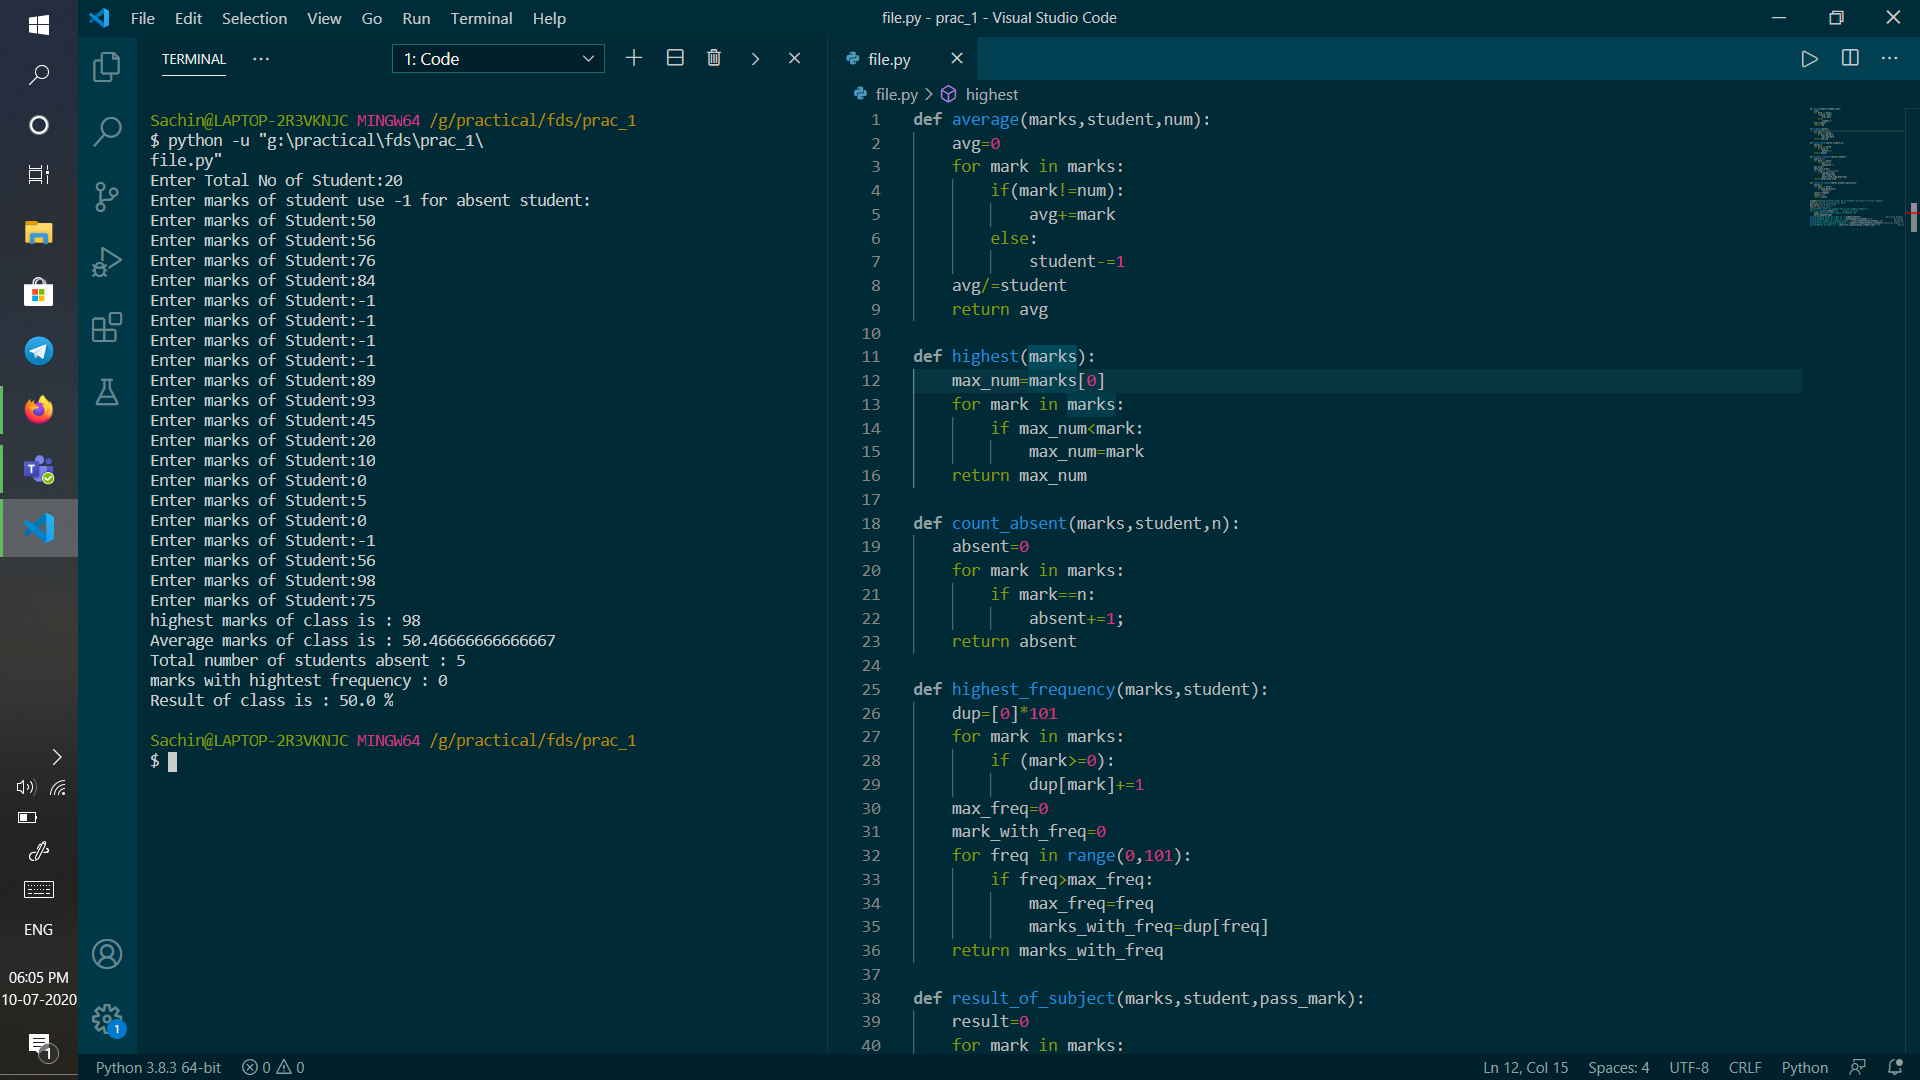 File Edit Selection View Go Run Terminal Help
file.py - prac_1 - Visual Studio Code
TERMINAL
1: Code
Sachin@LAPTOP-2R3VKNJC MINGW64 /g/practical/fds/prac_1
$ python -u "g:\practical\fds\prac_1\
file.py"
Enter Total No of Student:20
Enter marks of student use -1 for absent student:
Enter marks of Student:50
Enter marks of Student:56
Enter marks of Student:76
Enter marks of Student:84
Enter marks of Student:-1
Enter marks of Student:-1
Enter marks of Student:-1
Enter marks of Student:-1
Enter marks of Student:89
Enter marks of Student:93
Enter marks of Student:45
Enter marks of Student:20
Enter marks of Student:10
Enter marks of Student:0
Enter marks of Student:5
Enter marks of Student:0
Enter marks of Student:-1
Enter marks of Student:56
Enter marks of Student:98
Enter marks of Student:75
highest marks of class is : 98
Average marks of class is : 50.46666666666667
Total number of students absent : 5
marks with hightest frequency : 0
Result of class is : 50.0 %
Sachin@LAPTOP-2R3VKNJC MINGW64 /g/practical/fds/prac_1
$
file.py
file.py > highest
1 def average(marks,student,num):
2 avg=0
3 for mark in marks:
4 if(mark!=num):
5 avg+=mark
6 else:
7 student-=1
8 avg/=student
9 return avg
10
11 def highest(marks):
12 max_num=marks[0]
13 for mark in marks:
14 if max_num<mark:
15 max_num=mark
16 return max_num
17
18 def count_absent(marks,student,n):
19 absent=0
20 for mark in marks:
21 if mark==n:
22 absent+=1;
23 return absent
24
25 def highest_frequency(marks,student):
26 dup=[0]*101
27 for mark in marks:
28 if (mark>=0):
29 dup[mark]+=1
30 max_freq=0
31 mark_with_freq=0
32 for freq in range(0,101):
33 if freq>max_freq:
34 max_freq=freq
35 marks_with_freq=dup[freq]
36 return marks_with_freq
37
38 def result_of_subject(marks,student,pass_mark):
39 result=0
40 for mark in marks:
ENG
06:05 PM
10-07-2020
1
1
Python 3.8.3 64-bit 0 0
Ln 12, Col 15 Spaces: 4 UTF-8 CRLF Python